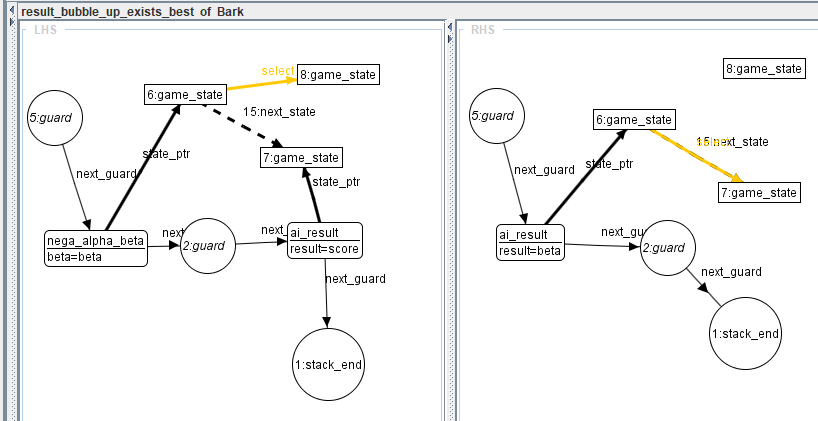 result_bubble_up_exists_best of Bark
LHS
select
8:game_state
6:game_state
15:next_state
5:guard
state_ptr
7:game_state
next_guard
state_ptr
nega_alpha_beta
beta=beta
next_
2:guard
next_
ai_result
result=score
next_guard
1:stack_end
RHS
8:game_state
5:guard
6:game_state
15:next_state
next_guard
state_ptr
7:game_state
ai_result
result=beta
next_gu
2:guard
next_guard
1:stack_end